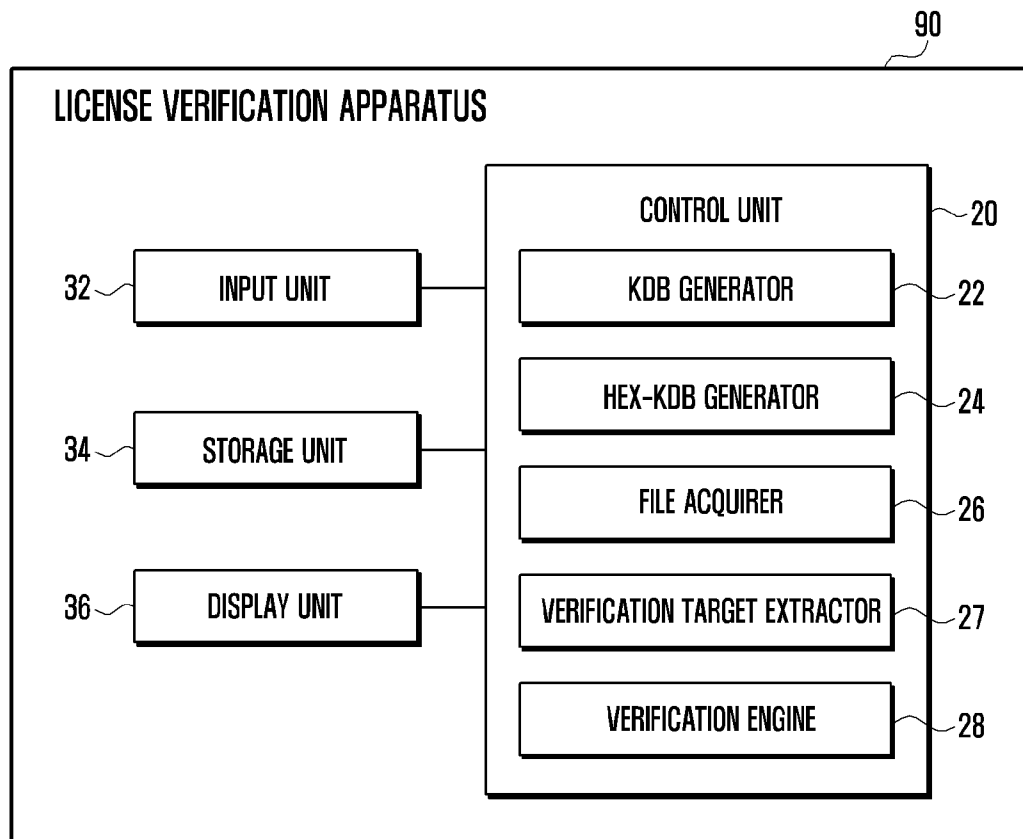 90
LICENSE VERIFICATION APPARATUS
CONTROL UNIT
20
32
INPUT UNIT
KDB GENERATOR
22
HEX-KDB GENERATOR
24
34
STORAGE UNIT
FILE ACQUIRER
26
36
DISPLAY UNIT
VERIFICATION TARGET EXTRACTOR
27
VERIFICATION ENGINE
28